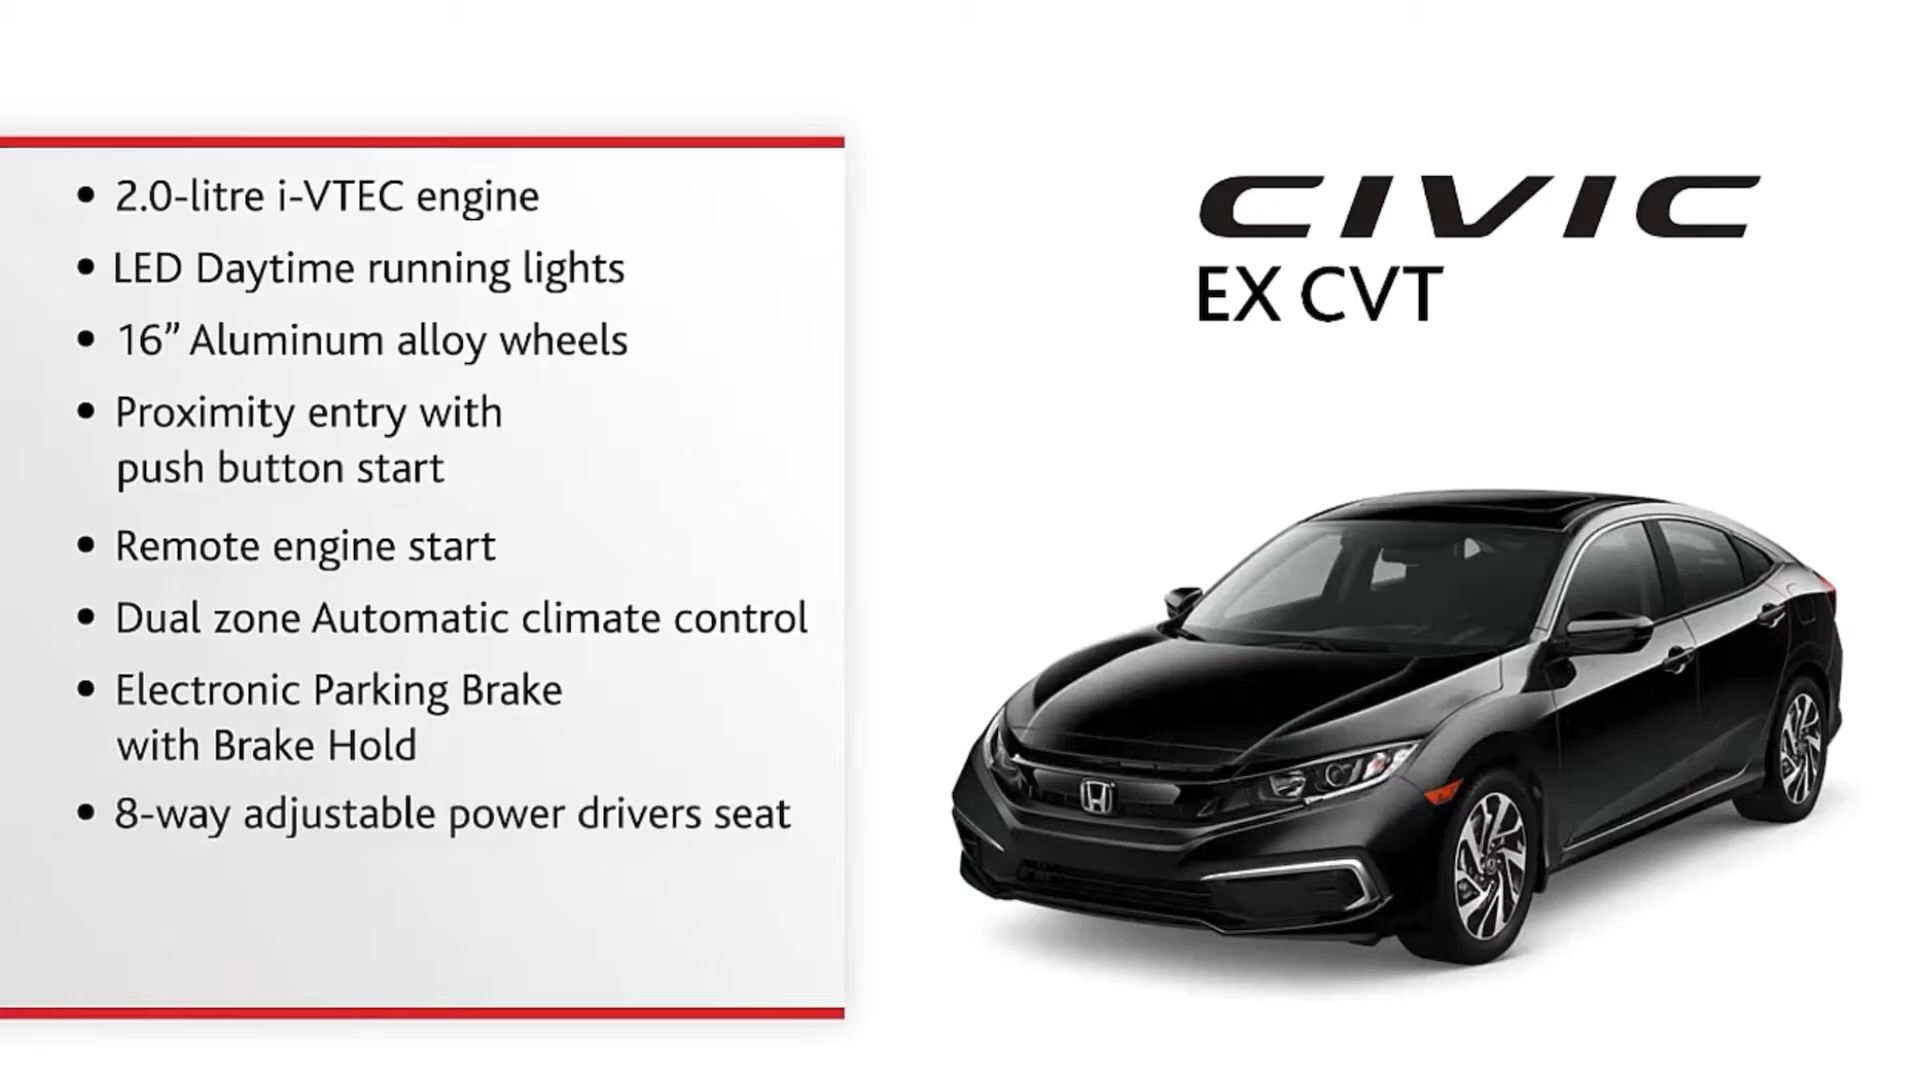 • 2.0-litre i-VTEC engine
• LED Daytime running lights
• 16” Aluminum alloy wheels
• Proximity entry with
push button start
• Remote engine start
• Dual zone Automatic climate control
• Electronic Parking Brake
with Brake Hold
• 8-way adjustable power drivers seat
CIVIC
EX CVT